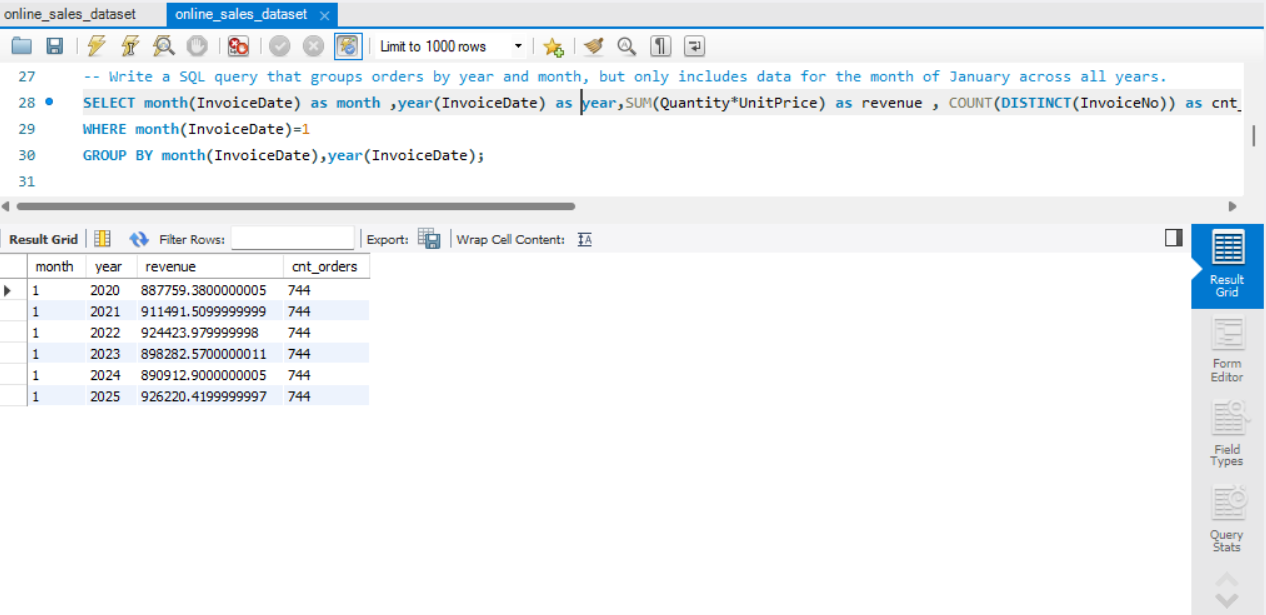 online_sales_dataset online_sales_dataset
Limit to 1000 rows
27 -- Write a SQL query that groups orders by year and month, but only includes data for the month of January across all years.
28 SELECT month(InvoiceDate) as month ,year(InvoiceDate) as year,SUM(Quantity*UnitPrice) as revenue , COUNT(DISTINCT(InvoiceNo)) as cnt_
29 WHERE month(InvoiceDate)=1
30 GROUP BY month(InvoiceDate),year(InvoiceDate);
31
Result Grid Filter Rows: Export: Wrap Cell Content: IA
month year revenue cnt_orders
1 2020 887759.3800000005 744
1 2021 911491.5099999999 744
1 2022 924423.979999998 744
1 2023 898282.5700000011 744
1 2024 890912.9000000005 744
1 2025 926220.4199999997 744
Result
Grid
Form
Editor
Field
Types
Query
Stats